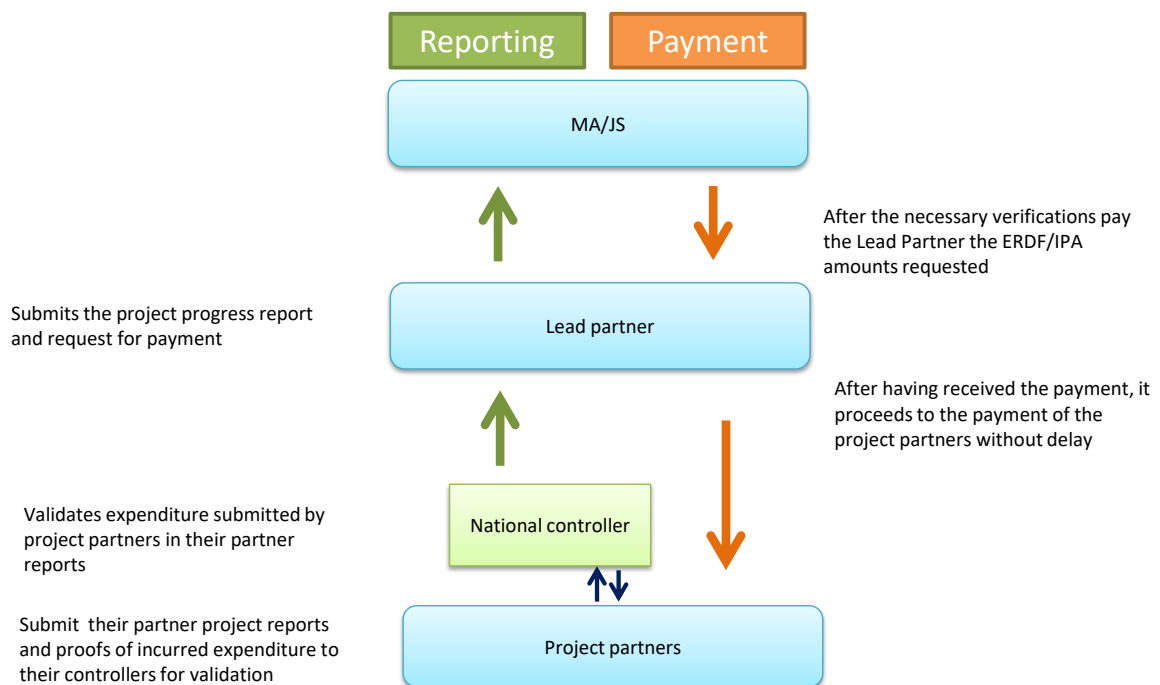 Reporting
Payment
MA/JS
After the necessary verifications pay
the Lead Partner the ERDF/IPA
amounts requested
Submits the project progress report
and request for payment
Lead partner
After having received the payment, it
proceeds to the payment of the
project partners without delay
Validates expenditure submitted by
project partners in their partner
reports
National controller
Submit  their partner project reports
and proofs of incurred expenditure to
their controllers for validation
Project partners